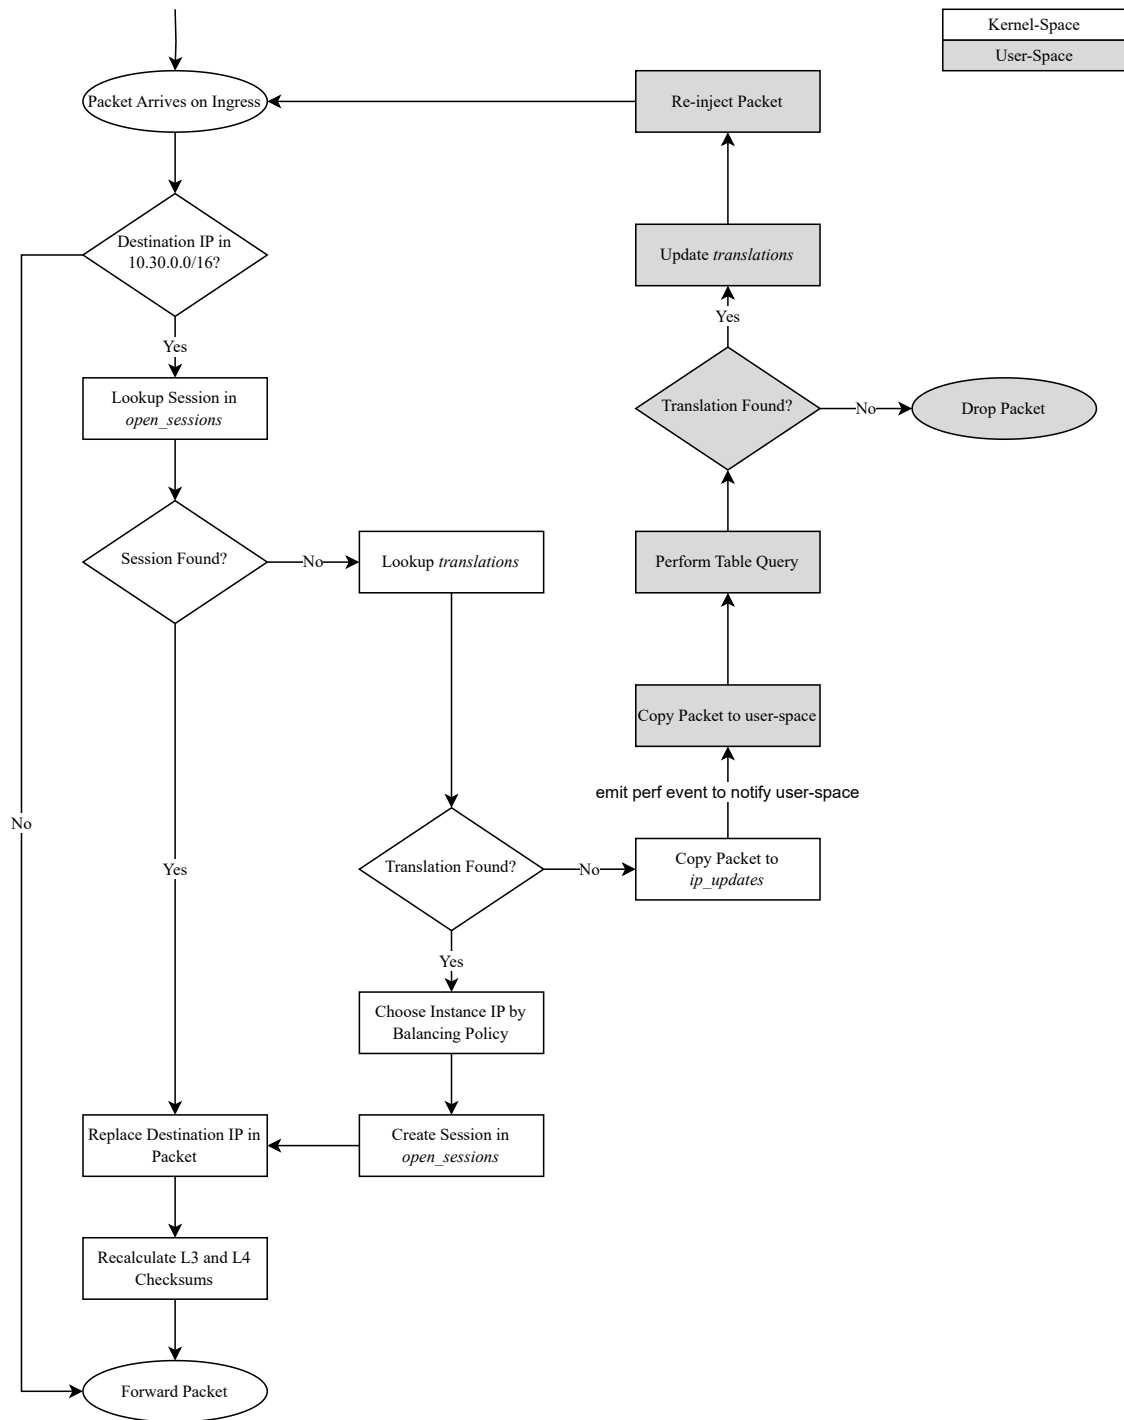 Kernel-Space
User-Space
Packet Arrives on Ingress
Re-inject Packet
Destination IP in
10.30.0.0/16?
Update translations
Yes
Yes
Lookup Session in
open_sessions
Translation Found?
No
Drop Packet
Session Found?
No
Lookup translations
Perform Table Query
Copy Packet to user-space
emit perf event to notify user-space
No
Yes
Translation Found?
No
Copy Packet to
ip_updates
Yes
Choose Instance IP by
Balancing Policy
Replace Destination IP in
Packet
Create Session in
open_sessions
Recalculate L3 and L4
Checksums
Forward Packet